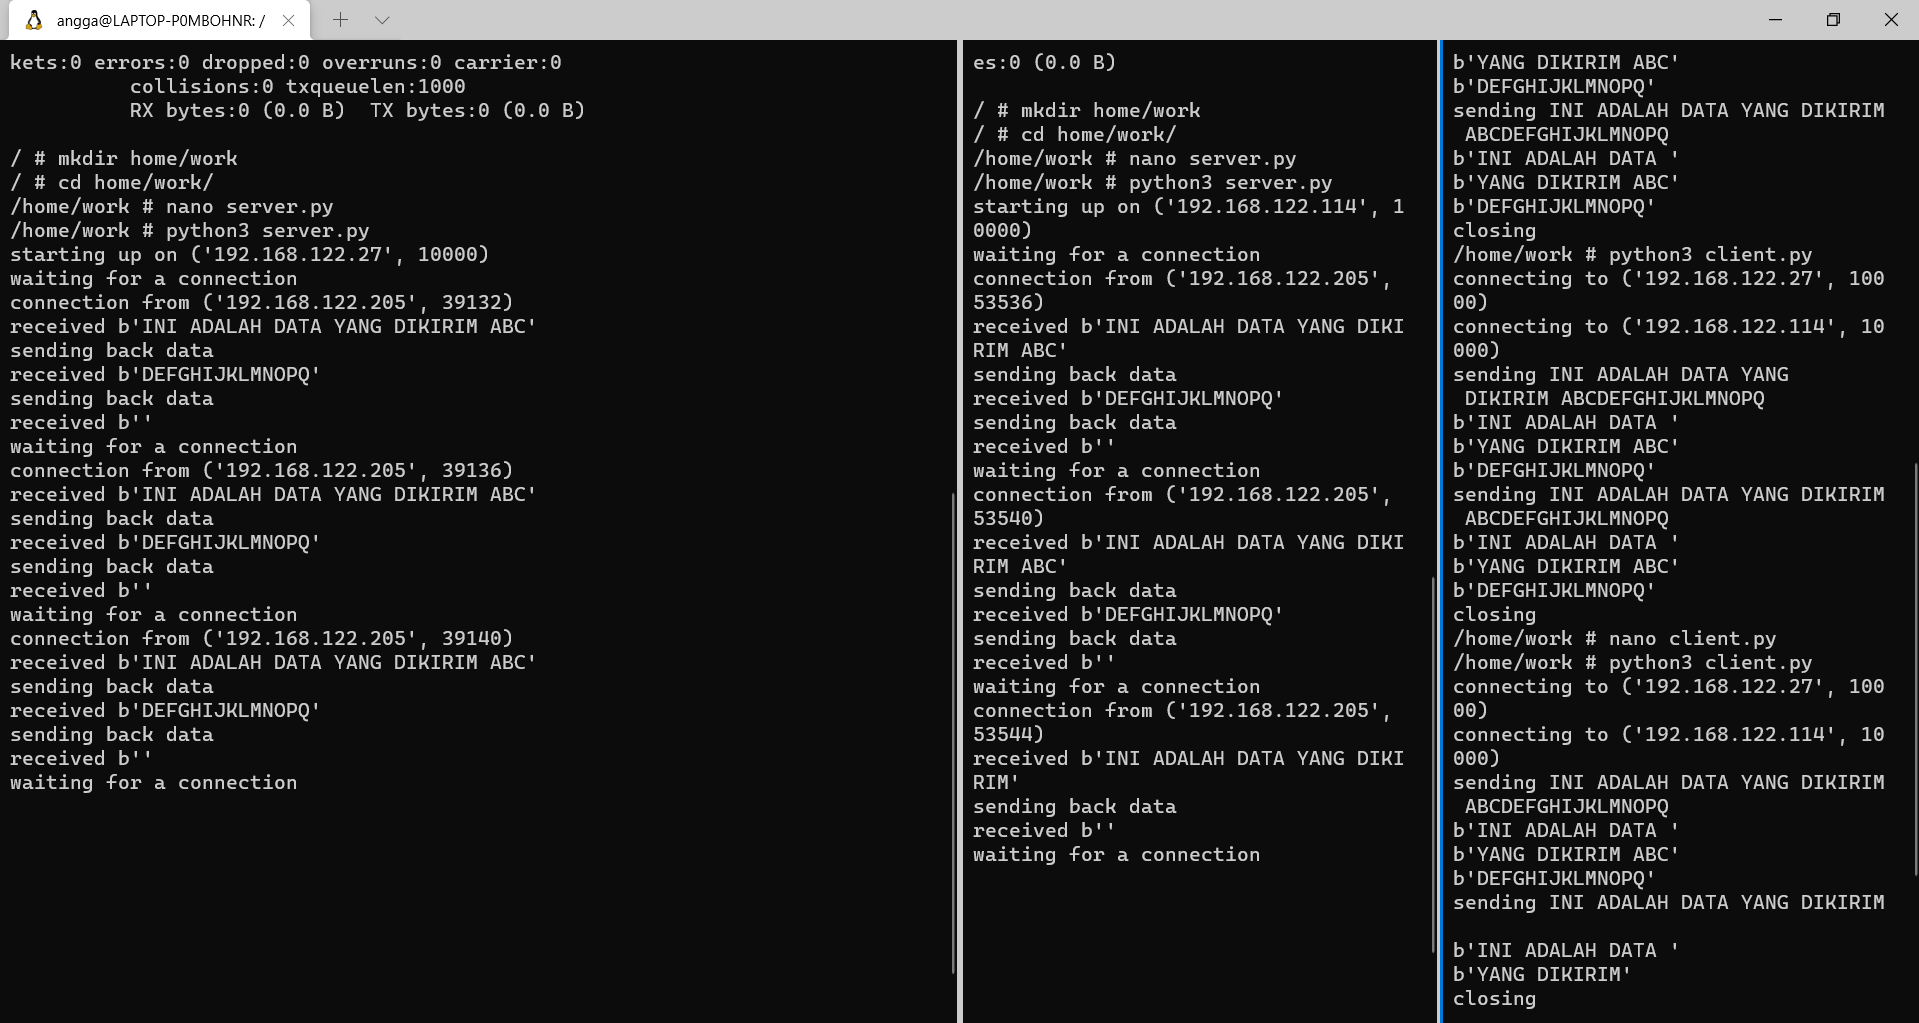 angga@LAPTOP-P0MBOHNR: /
kets:0 errors:0 dropped:0 overruns:0 carrier:0
collisions:0 txqueuelen:1000
RX bytes:0 (0.0 B)  TX bytes:0 (0.0 B)
/ # mkdir home/work
/ # cd home/work/
/home/work # nano server.py
/home/work # python3 server.py
starting up on ('192.168.122.27', 10000)
waiting for a connection
connection from ('192.168.122.205', 39132)
received b'INI ADALAH DATA YANG DIKIRIM ABC'
sending back data
received b'DEFGHIJKLMNOPQ'
sending back data
received b''
waiting for a connection
connection from ('192.168.122.205', 39136)
received b'INI ADALAH DATA YANG DIKIRIM ABC'
sending back data
received b'DEFGHIJKLMNOPQ'
sending back data
received b''
waiting for a connection
connection from ('192.168.122.205', 39140)
received b'INI ADALAH DATA YANG DIKIRIM ABC'
sending back data
received b'DEFGHIJKLMNOPQ'
sending back data
received b''
waiting for a connection
es:0 (0.0 B)
/ # mkdir home/work
/ # cd home/work/
/home/work # nano server.py
/home/work # python3 server.py
starting up on ('192.168.122.114', 1
0000)
waiting for a connection
connection from ('192.168.122.205',
53536)
received b'INI ADALAH DATA YANG DIKI
RIM ABC'
sending back data
received b'DEFGHIJKLMNOPQ'
sending back data
received b''
waiting for a connection
connection from ('192.168.122.205',
53540)
received b'INI ADALAH DATA YANG DIKI
RIM ABC'
sending back data
received b'DEFGHIJKLMNOPQ'
sending back data
received b''
waiting for a connection
connection from ('192.168.122.205',
53544)
received b'INI ADALAH DATA YANG DIKI
RIM'
sending back data
received b''
waiting for a connection
b'YANG DIKIRIM ABC'
b'DEFGHIJKLMNOPQ'
sending INI ADALAH DATA YANG DIKIRIM
ABCDEFGHIJKLMNOPQ
b'INI ADALAH DATA '
b'YANG DIKIRIM ABC'
b'DEFGHIJKLMNOPQ'
closing
/home/work # python3 client.py
connecting to ('192.168.122.27', 100
00)
connecting to ('192.168.122.114', 10
000)
sending INI ADALAH DATA YANG
DIKIRIM ABCDEFGHIJKLMNOPQ
b'INI ADALAH DATA '
b'YANG DIKIRIM ABC'
b'DEFGHIJKLMNOPQ'
sending INI ADALAH DATA YANG DIKIRIM
ABCDEFGHIJKLMNOPQ
b'INI ADALAH DATA '
b'YANG DIKIRIM ABC'
b'DEFGHIJKLMNOPQ'
closing
/home/work # nano client.py
/home/work # python3 client.py
connecting to ('192.168.122.27', 100
00)
connecting to ('192.168.122.114', 10
000)
sending INI ADALAH DATA YANG DIKIRIM
ABCDEFGHIJKLMNOPQ
b'INI ADALAH DATA '
b'YANG DIKIRIM ABC'
b'DEFGHIJKLMNOPQ'
sending INI ADALAH DATA YANG DIKIRIM
b'INI ADALAH DATA '
b'YANG DIKIRIM'
closing